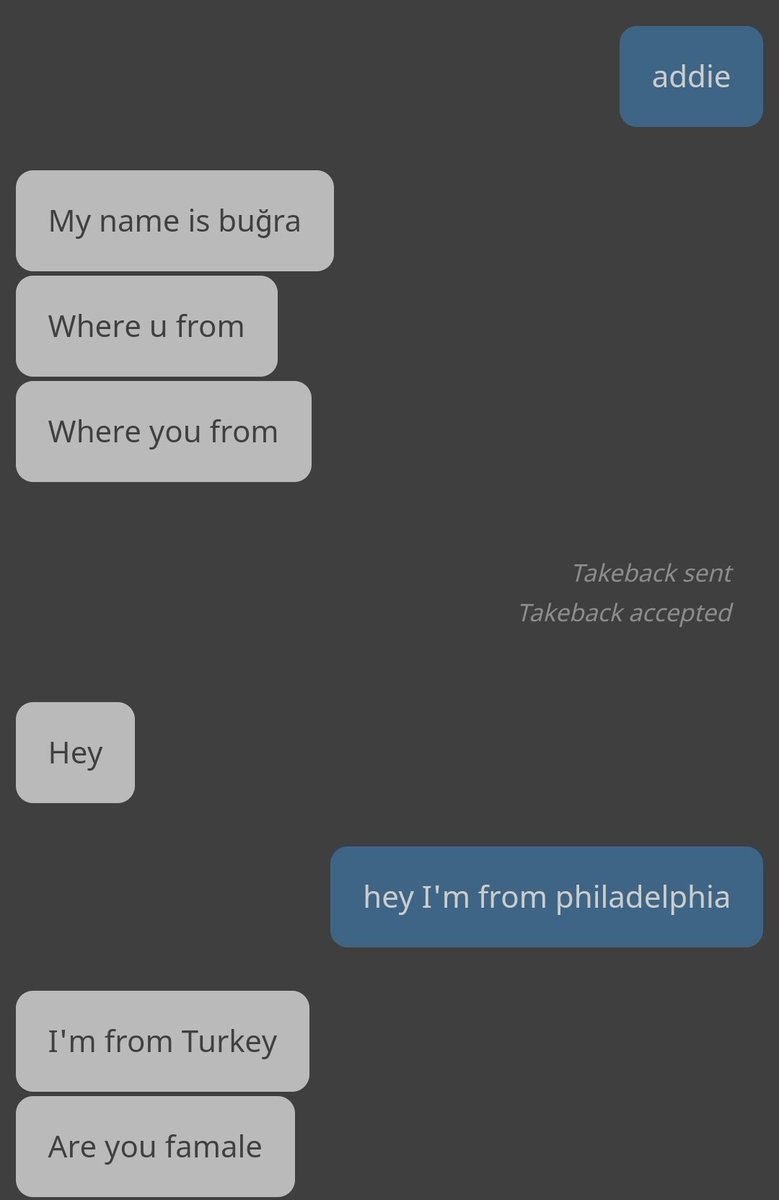 addie
My name is buğra
Where u from
Where you from
Takeback sent
Takeback accepted
Hey
hey I'm from philadelphia
I'm from Turkey
Are you famale